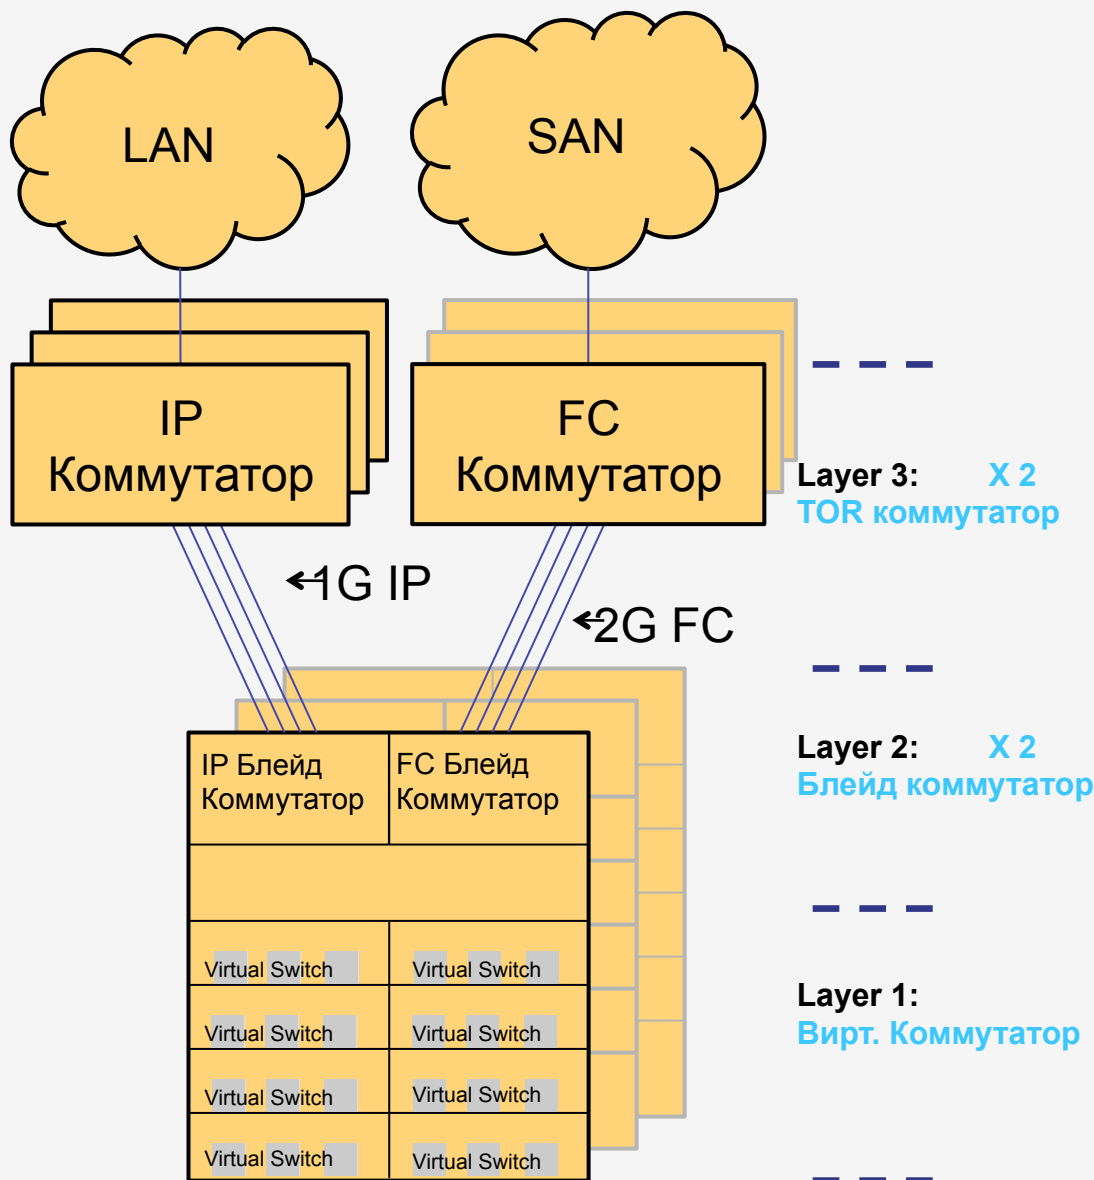 LAN
SAN
IP
Коммутатор
FC
Коммутатор
Layer 3: X 2
TOR коммутатор
1G IP
2G FC
IP Блейд
Коммутатор
FC Блейд
Коммутатор
Layer 2: X 2
Блейд коммутатор
Virtual Switch
Virtual Switch
Virtual Switch
Virtual Switch
Virtual Switch
Virtual Switch
Virtual Switch
Virtual Switch
Layer 1:
Вирт. Коммутатор